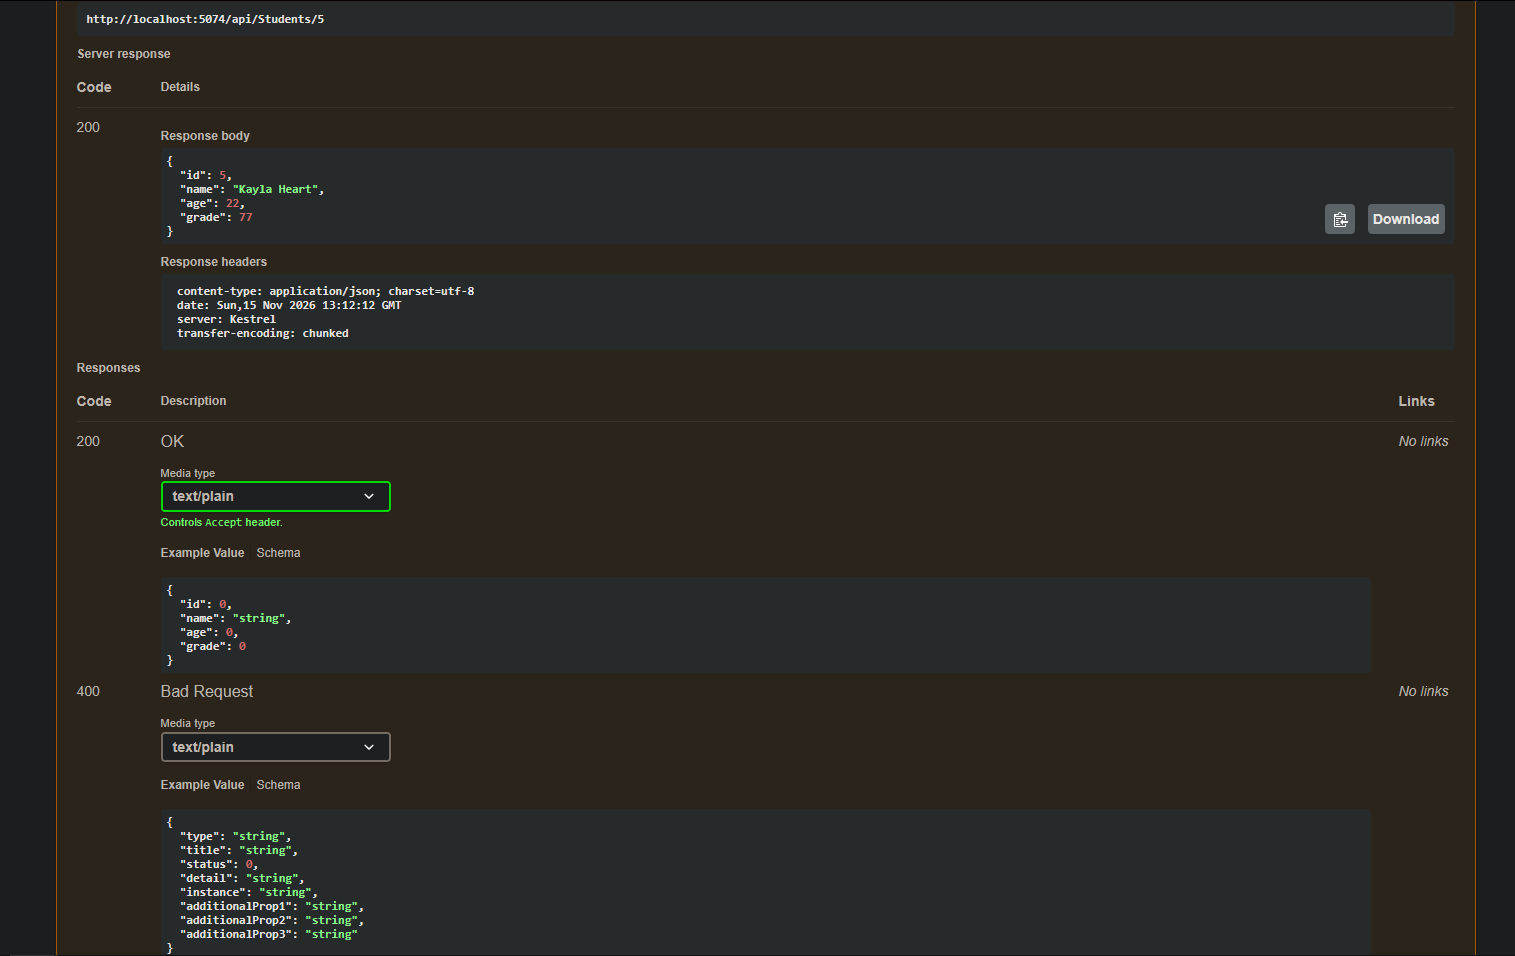 http://localhost:5074/api/Students/5
Server response
Code Details
200
Response body
{
  "id": 5,
  "name": "Kayla Heart",
  "age": 22,
  "grade": 77
}
Download
Response headers
content-type: application/json; charset=utf-8
date: Sun,15 Nov 2026 13:12:12 GMT
server: Kestrel
transfer-encoding: chunked
Responses
Code Description Links
200 OK No links
Media type
text/plain
Controls Accept header.
Example Value Schema
{
  "id": 0,
  "name": "string",
  "age": 0,
  "grade": 0
}
400 Bad Request No links
Media type
text/plain
Example Value Schema
{
  "type": "string",
  "title": "string",
  "status": 0,
  "detail": "string",
  "instance": "string",
  "additionalProp1": "string",
  "additionalProp2": "string",
  "additionalProp3": "string"
}